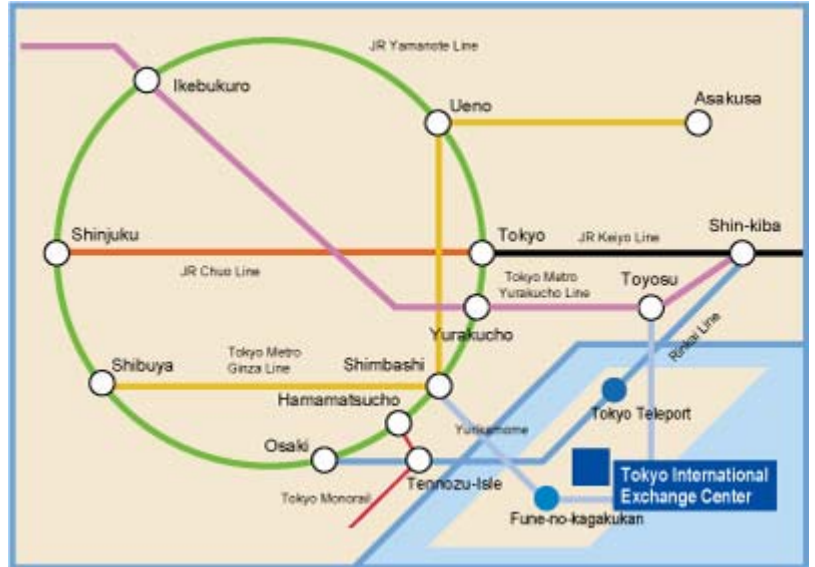 JR Yamanote Line
Ikebukuro
Ueno
Asakusa
Shinjuku
Tokyo
JR Keiyo Line
Shin-kiba
JR Chuo Line
Tokyo Metro
Yurakucho Line
Toyosu
Yurakucho
Rinkai Line
Shibuya
Tokyo Metro
Ginza Line
Shimbashi
Hamamatsucho
Tokyo Teleport
Yurikamome
Osaki
Tennozu-Isle
Tokyo Monorail
Tokyo International
Exchange Center
Fune-no-kagakukan